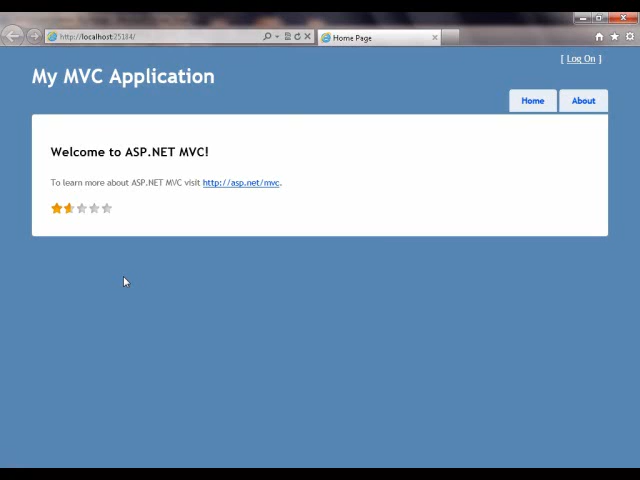 http://localhost:25184/
Home Page
[ Log On ]
My MVC Application
Home
About
Welcome to ASP.NET MVC!
To learn more about ASP.NET MVC visit http://asp.net/mvc.